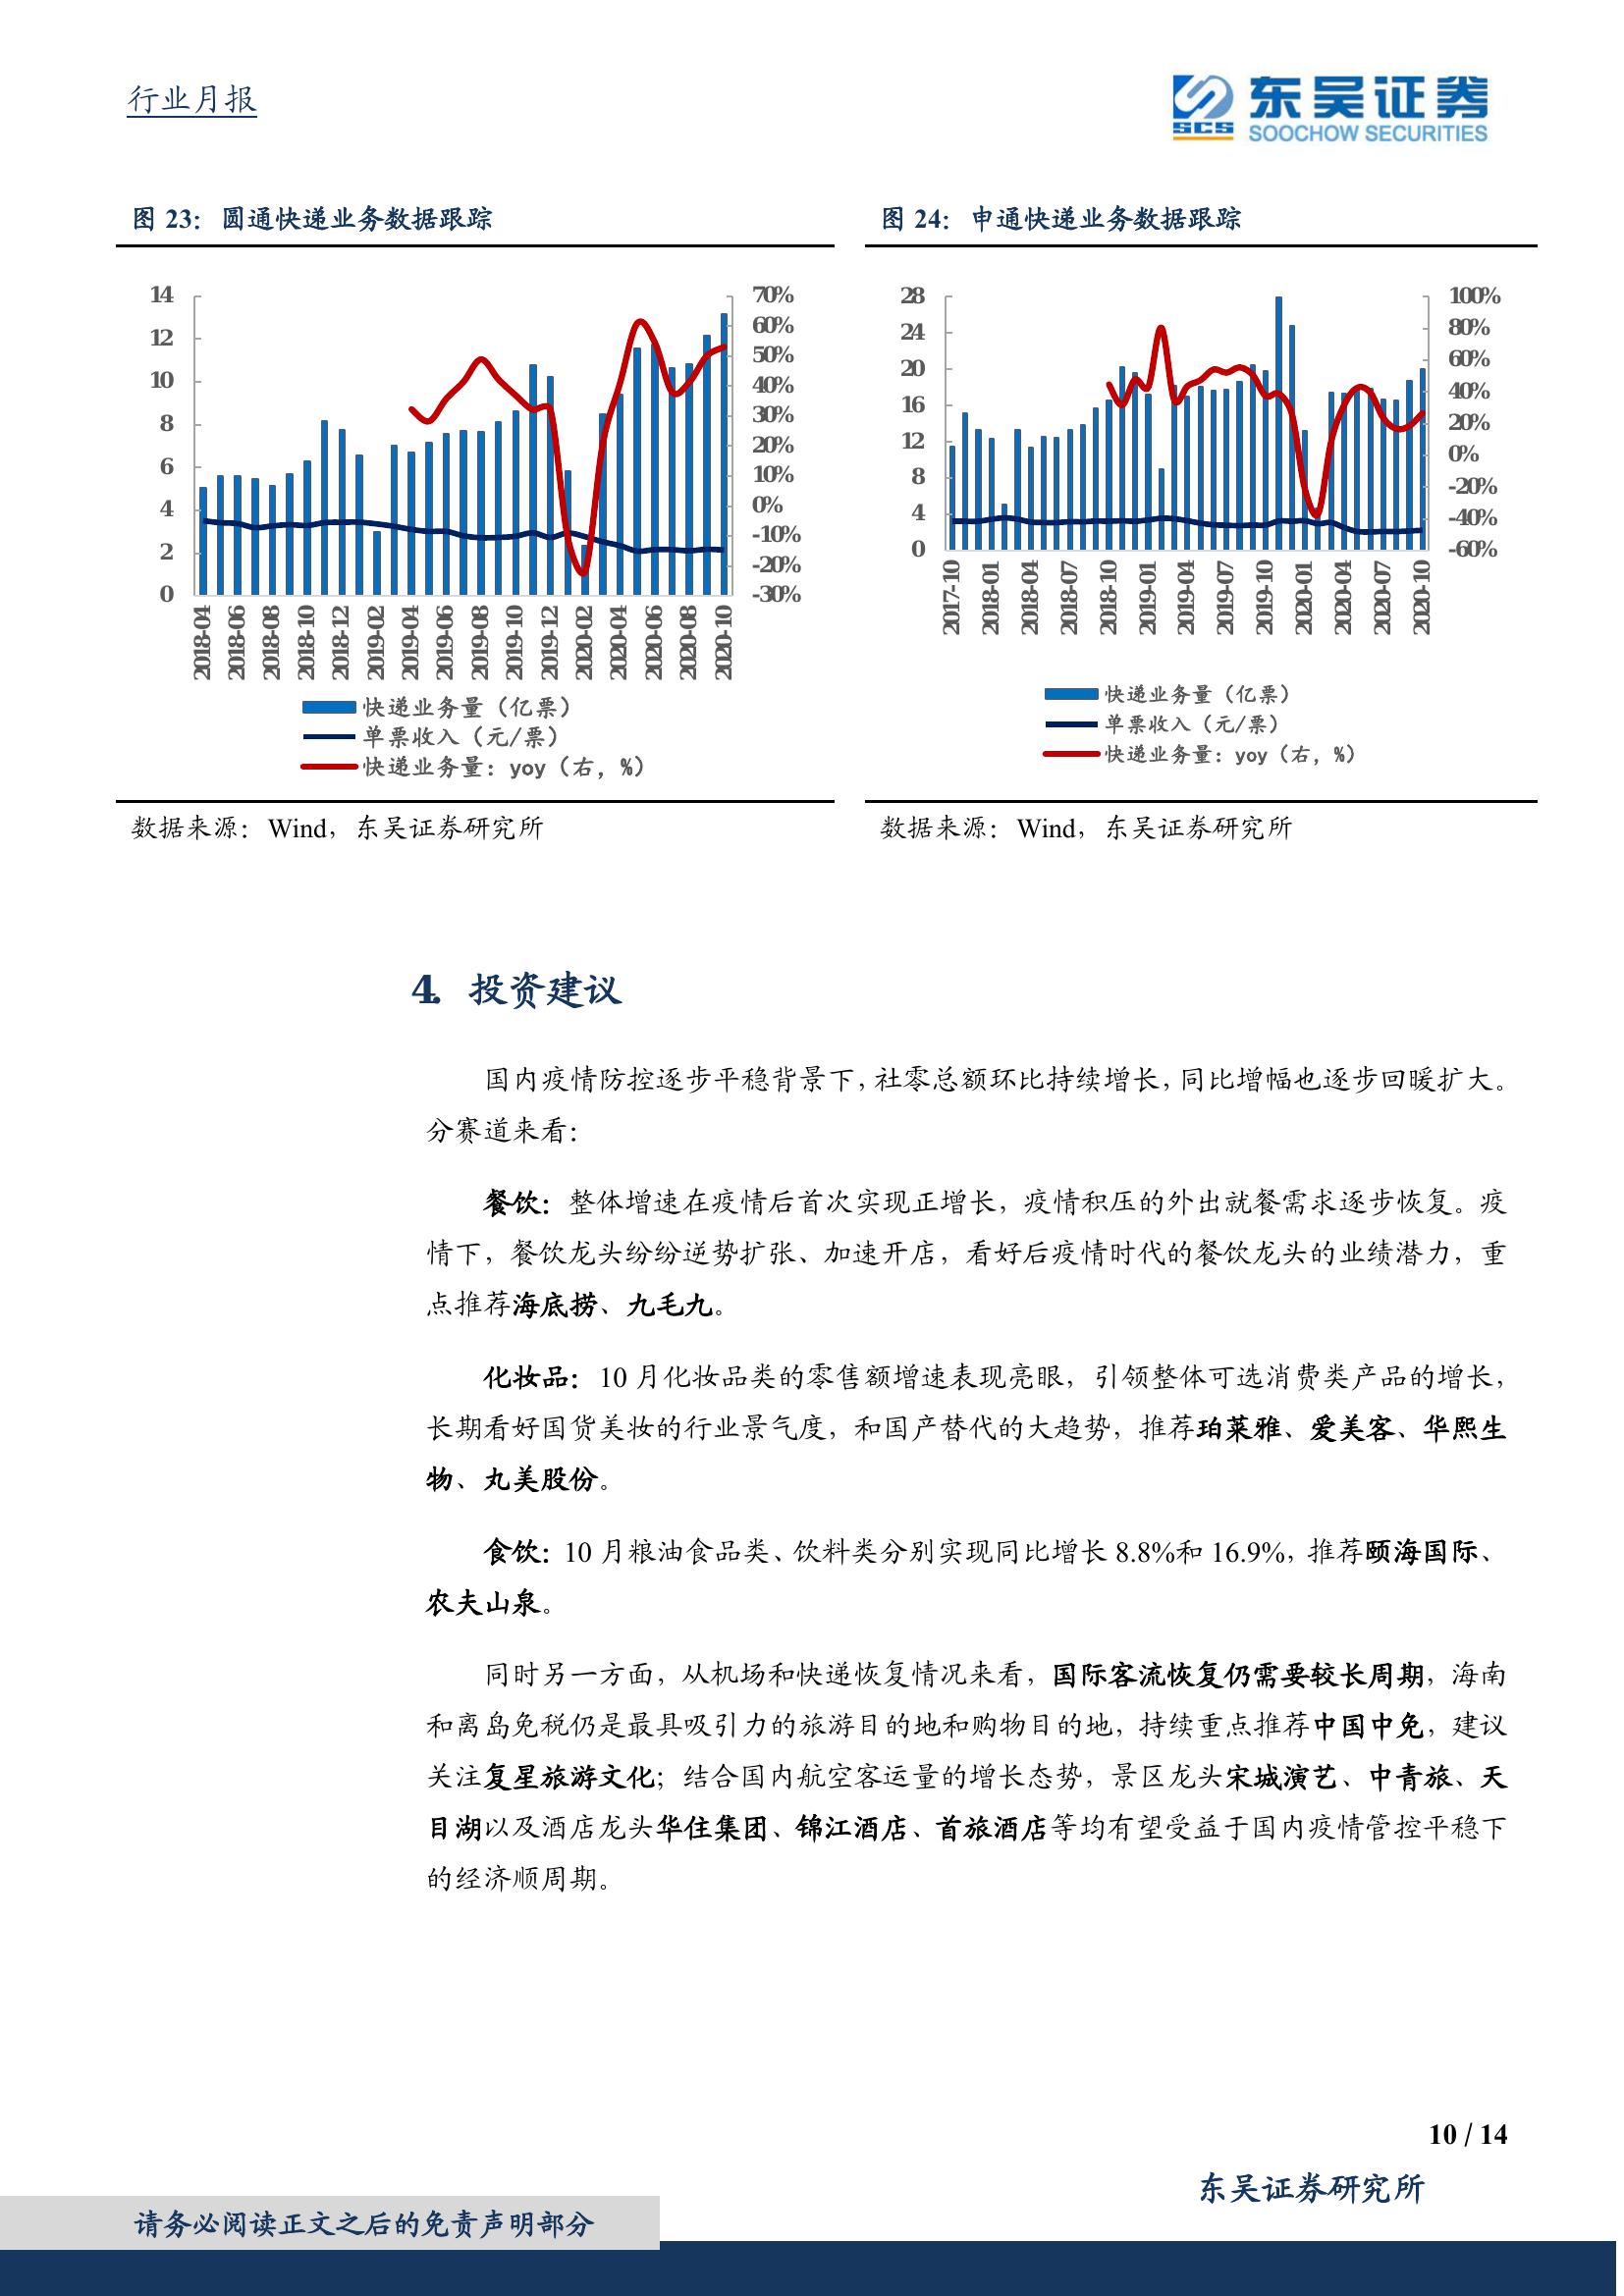 行业月报
SCS 东吴证券
SOOCHOW SECURITIES
图 23： 圆通快递业务数据跟踪
14
12
10
8
6
4
2
0
70%
60%
50%
40%
30%
20%
10%
0%
-10%
-20%
-30%
2018-04
2018-06
2018-08
2018-10
2018-12
2019-02
2019-04
2019-06
2019-08
2019-10
2019-12
2020-02
2020-04
2020-06
2020-08
2020-10
快递业务量（亿票）
单票收入（元/票）
快递业务量：yoy（右，%）
数据来源：Wind，东吴证券研究所
图 24： 申通快递业务数据跟踪
28
24
20
16
12
8
4
0
100%
80%
60%
40%
20%
0%
-20%
-40%
-60%
2017-10
2018-01
2018-04
2018-07
2018-10
2019-01
2019-04
2019-07
2019-10
2020-01
2020-04
2020-07
2020-10
快递业务量（亿票）
单票收入（元/票）
快递业务量：yoy（右，%）
数据来源：Wind，东吴证券研究所
4. 投资建议
国内疫情防控逐步平稳背景下，社零总额环比持续增长，同比增幅也逐步回暖扩大。
分赛道来看：
餐饮：整体增速在疫情后首次实现正增长，疫情积压的外出就餐需求逐步恢复。疫
情下，餐饮龙头纷纷逆势扩张、加速开店，看好后疫情时代的餐饮龙头的业绩潜力，重
点推荐海底捞、九毛九。
化妆品：10 月化妆品类的零售额增速表现亮眼，引领整体可选消费类产品的增长，
长期看好国货美妆的行业景气度，和国产替代的大趋势，推荐珀莱雅、爱美客、华熙生
物、丸美股份。
食饮：10 月粮油食品类、饮料类分别实现同比增长 8.8%和 16.9%，推荐颐海国际、
农夫山泉。
同时另一方面，从机场和快递恢复情况来看，国际客流恢复仍需要较长周期，海南
和离岛免税仍是最具吸引力的旅游目的地和购物目的地，持续重点推荐中国中免，建议
关注复星旅游文化；结合国内航空客运量的增长态势，景区龙头宋城演艺、中青旅、天
目湖以及酒店龙头华住集团、锦江酒店、首旅酒店等均有望受益于国内疫情管控平稳下
的经济顺周期。
10 / 14
东吴证券研究所
请务必阅读正文之后的免责声明部分